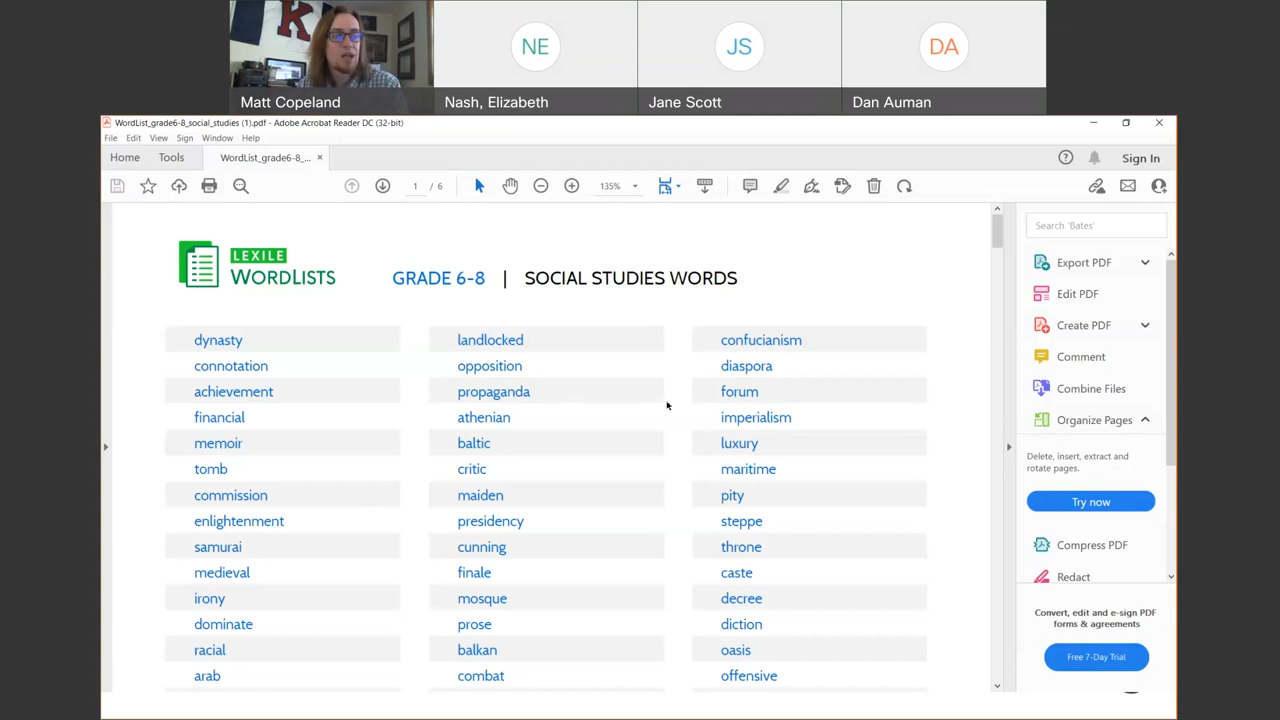 NE
JS
DA
Matt Copeland
Nash, Elizabeth
Jane Scott
Dan Auman
WordList_grade6-8_social_studies (1).pdf - Adobe Acrobat Reader DC (32-bit)
File Edit View Sign Window Help
Home Tools WordList_grade6-8_... × Sign In
1 / 6 135%
LEXILE
WORDLISTS
GRADE 6-8 | SOCIAL STUDIES WORDS
dynasty landlocked confucianism
connotation opposition diaspora
achievement propaganda forum
financial athenian imperialism
memoir baltic luxury
tomb critic maritime
commission maiden pity
enlightenment presidency steppe
samurai cunning throne
medieval finale caste
irony mosque decree
dominate prose diction
racial balkan oasis
arab combat offensive
Search 'Bates'
Export PDF
Edit PDF
Create PDF
Comment
Combine Files
Organize Pages
Delete, insert, extract and
rotate pages.
Try now
Compress PDF
Redact
Convert, edit and e-sign PDF
forms & agreements
Free 7-Day Trial